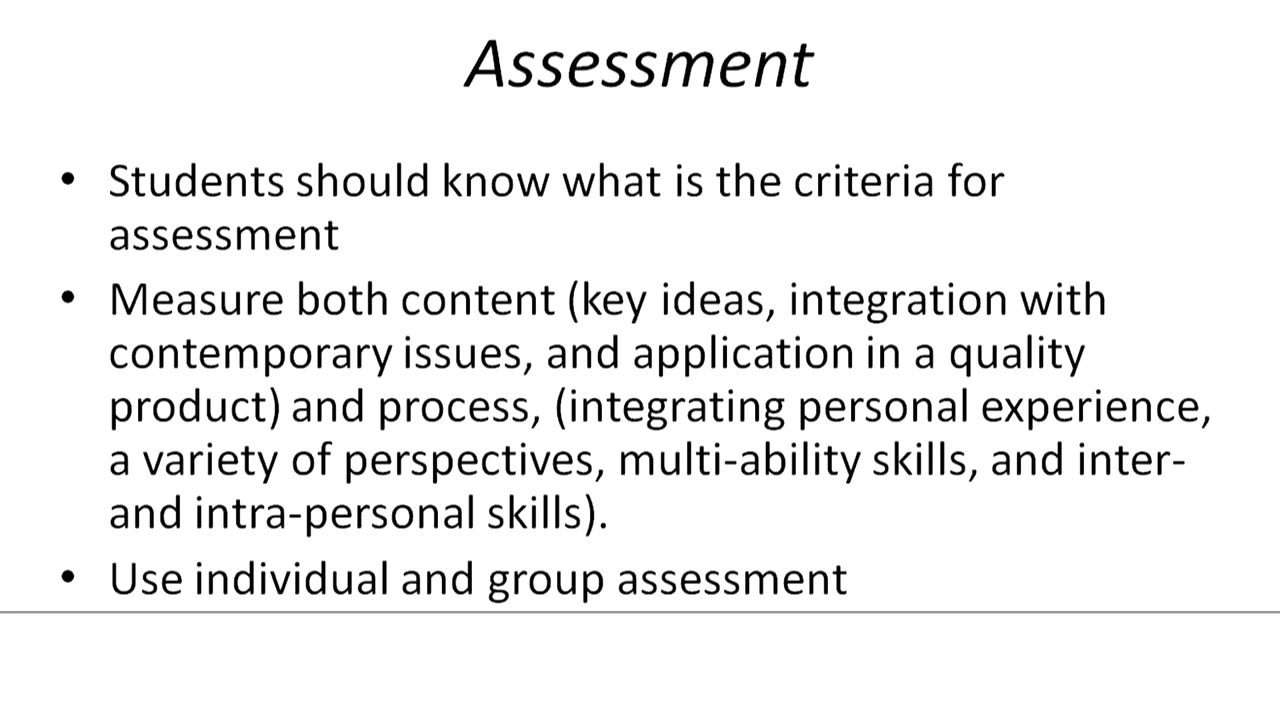 Assessment
• Students should know what is the criteria for
assessment
• Measure both content (key ideas, integration with
contemporary issues, and application in a quality
product) and process, (integrating personal experience,
a variety of perspectives, multi-ability skills, and inter-
and intra-personal skills).
• Use individual and group assessment